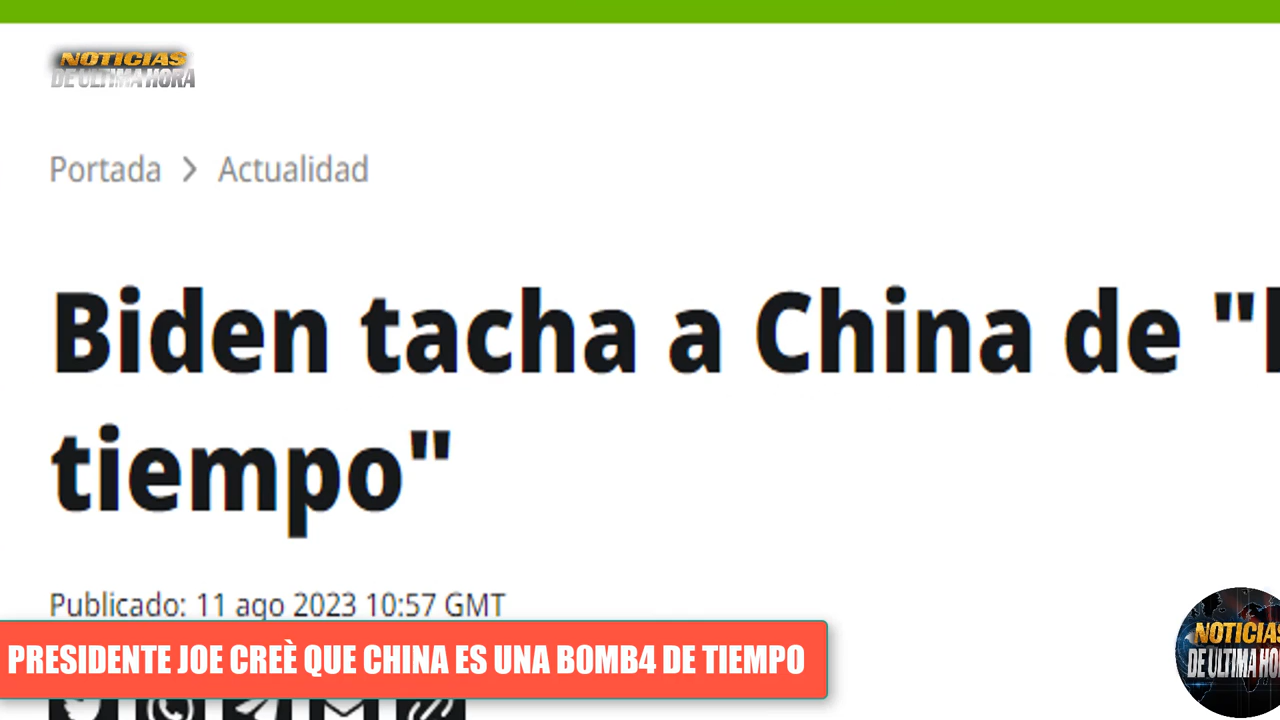 NOTICIAS
DE ULTIMA HORA
Portada > Actualidad
Biden tacha a China de "
tiempo"
Publicado: 11 ago 2023 10:57 GMT
PRESIDENTE JOE CREÈ QUE CHINA ES UNA BOMB4 DE TIEMPO
NOTICIAS
DE ULTIMA HO